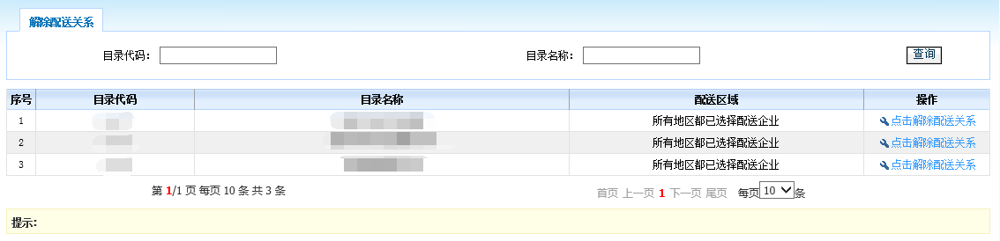 解除配送关系
目录代码： 目录名称： 查询
序号 目录代码 目录名称 配送区域 操作
1 所有地区都已选择配送企业 点击解除配送关系
2 所有地区都已选择配送企业 点击解除配送关系
3 所有地区都已选择配送企业 点击解除配送关系
第 1/1 页 每页 10 条 共 3 条 首页 上一页 1 下一页 尾页 每页 10 条
提示：